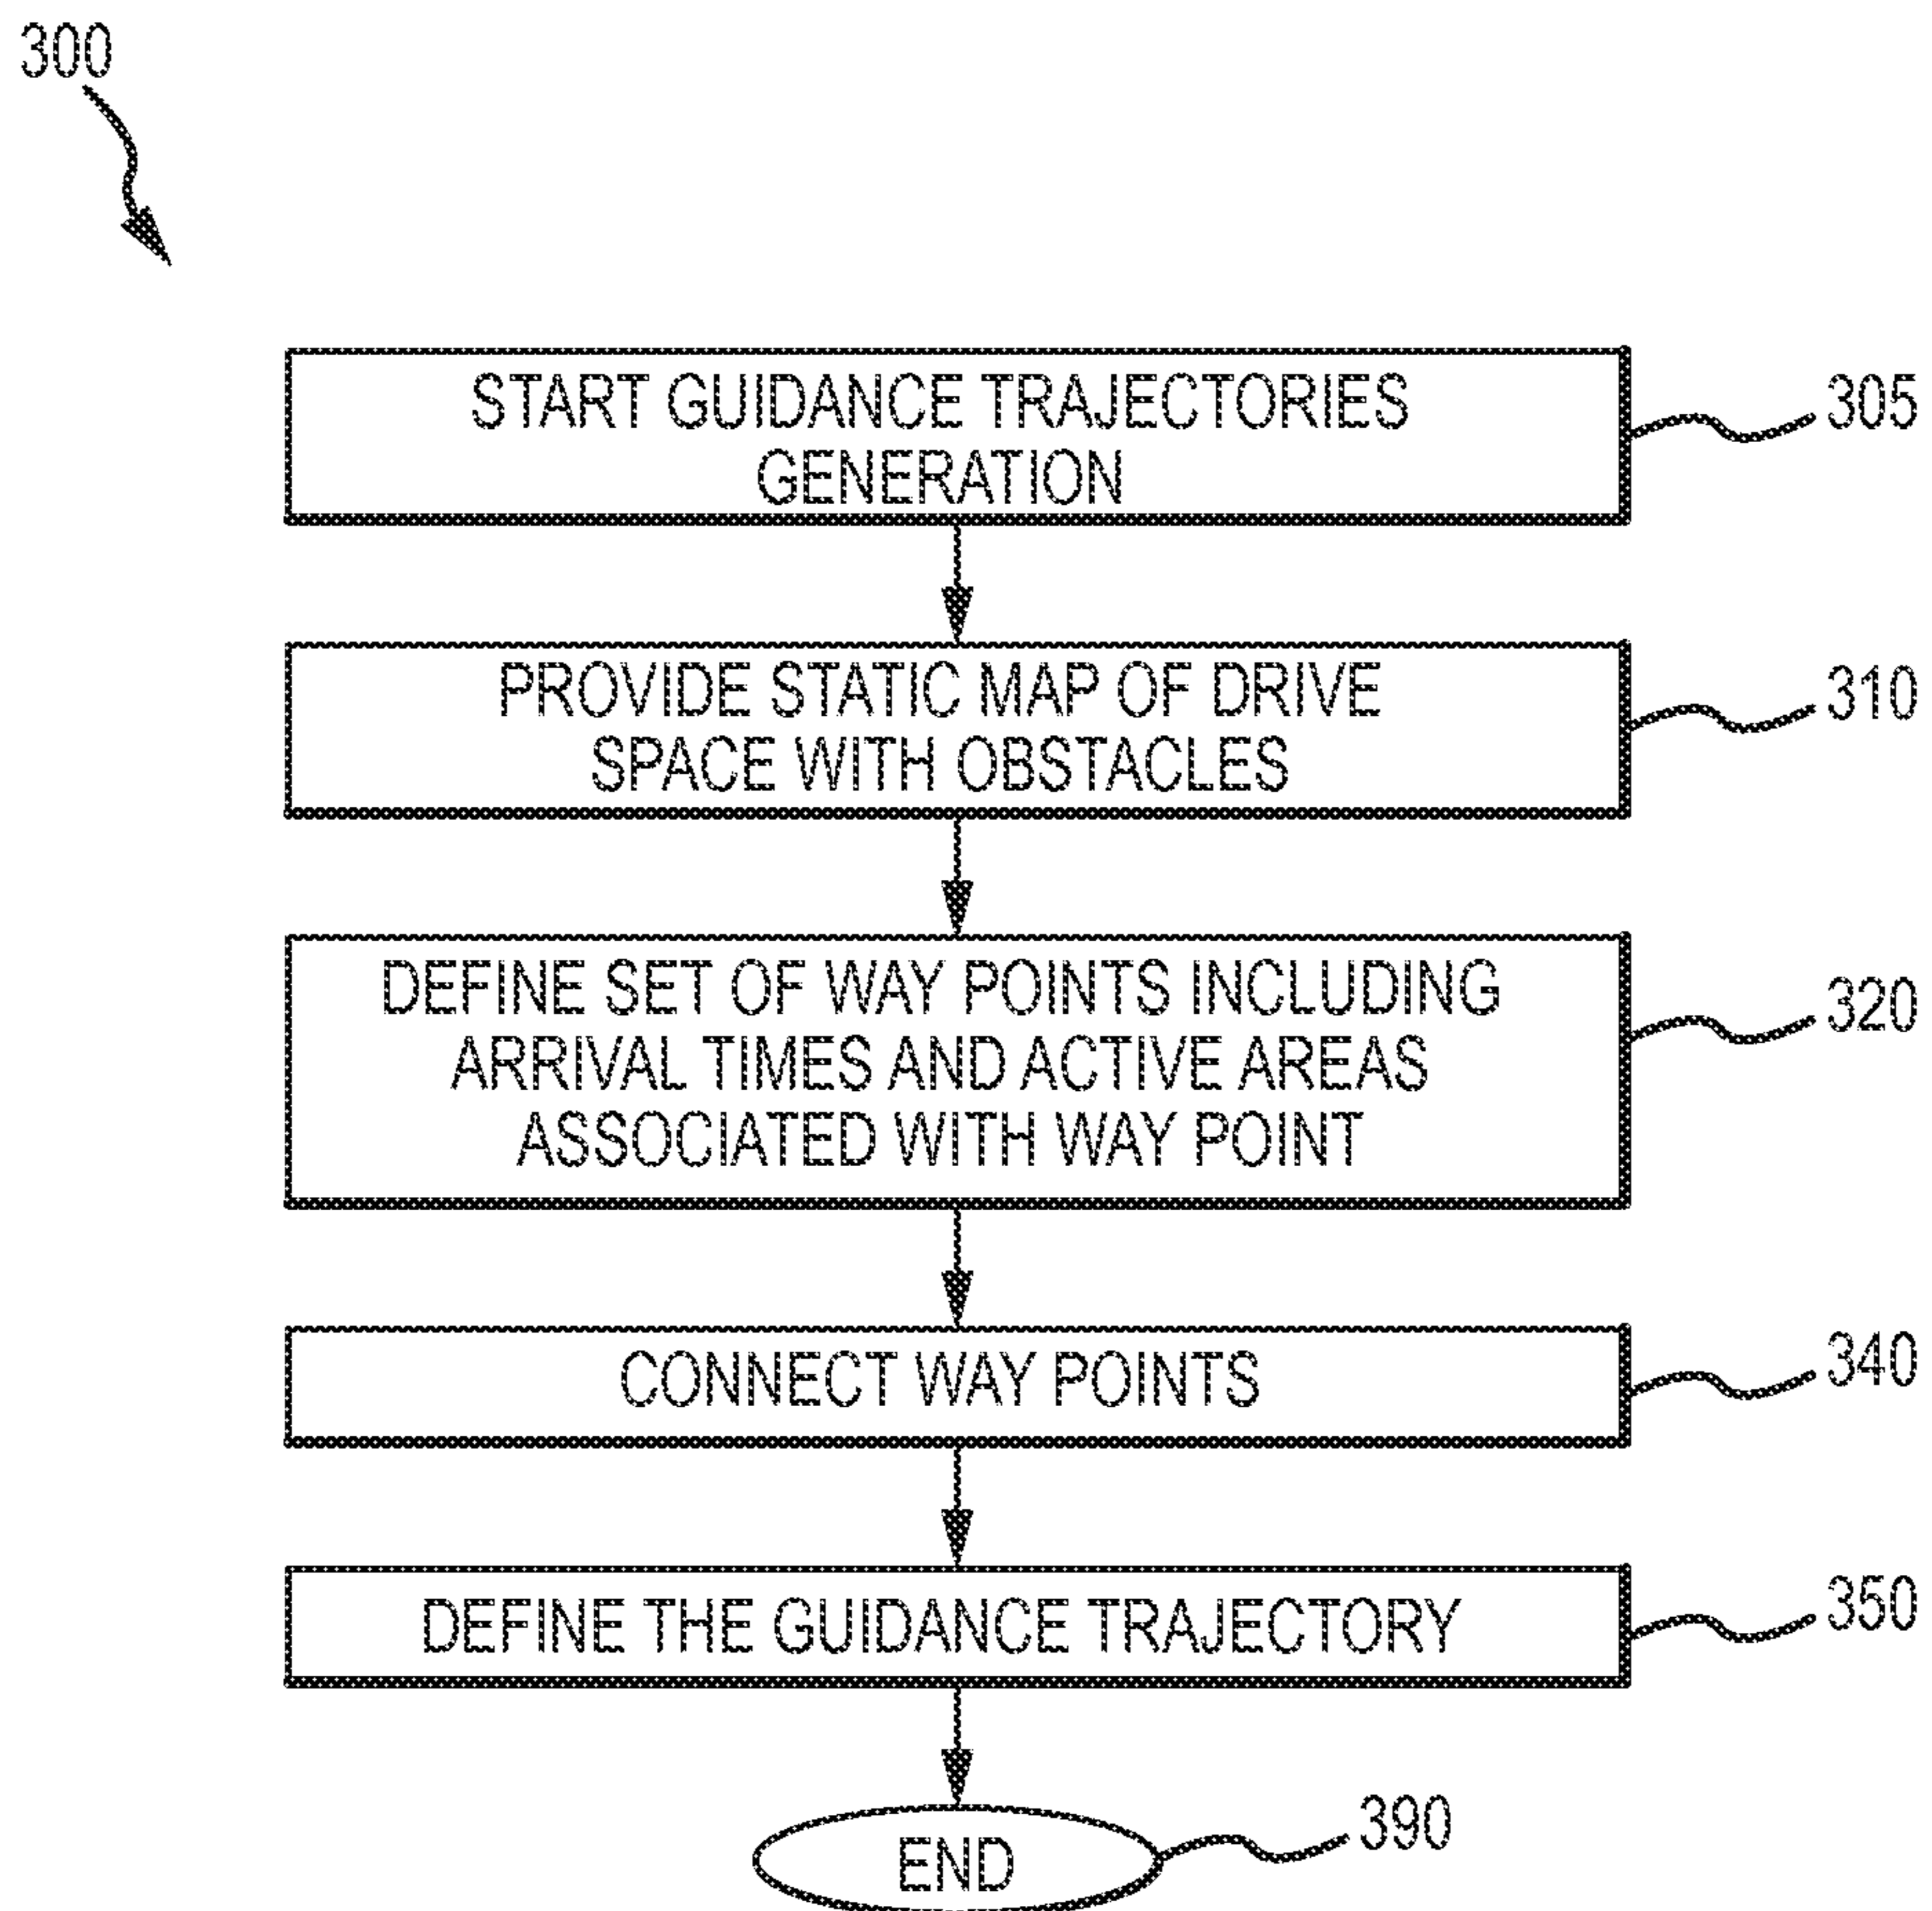 300
START GUIDANCE TRAJECTORIES
GENERATION
305
PROVIDE STATIC MAP OF DRIVE
SPACE WITH OBSTACLES
310
DEFINE SET OF WAY POINTS INCLUDING
ARRIVAL TIMES AND ACTIVE AREAS
ASSOCIATED WITH WAY POINT
320
CONNECT WAY POINTS
340
DEFINE THE GUIDANCE TRAJECTORY
350
END
390